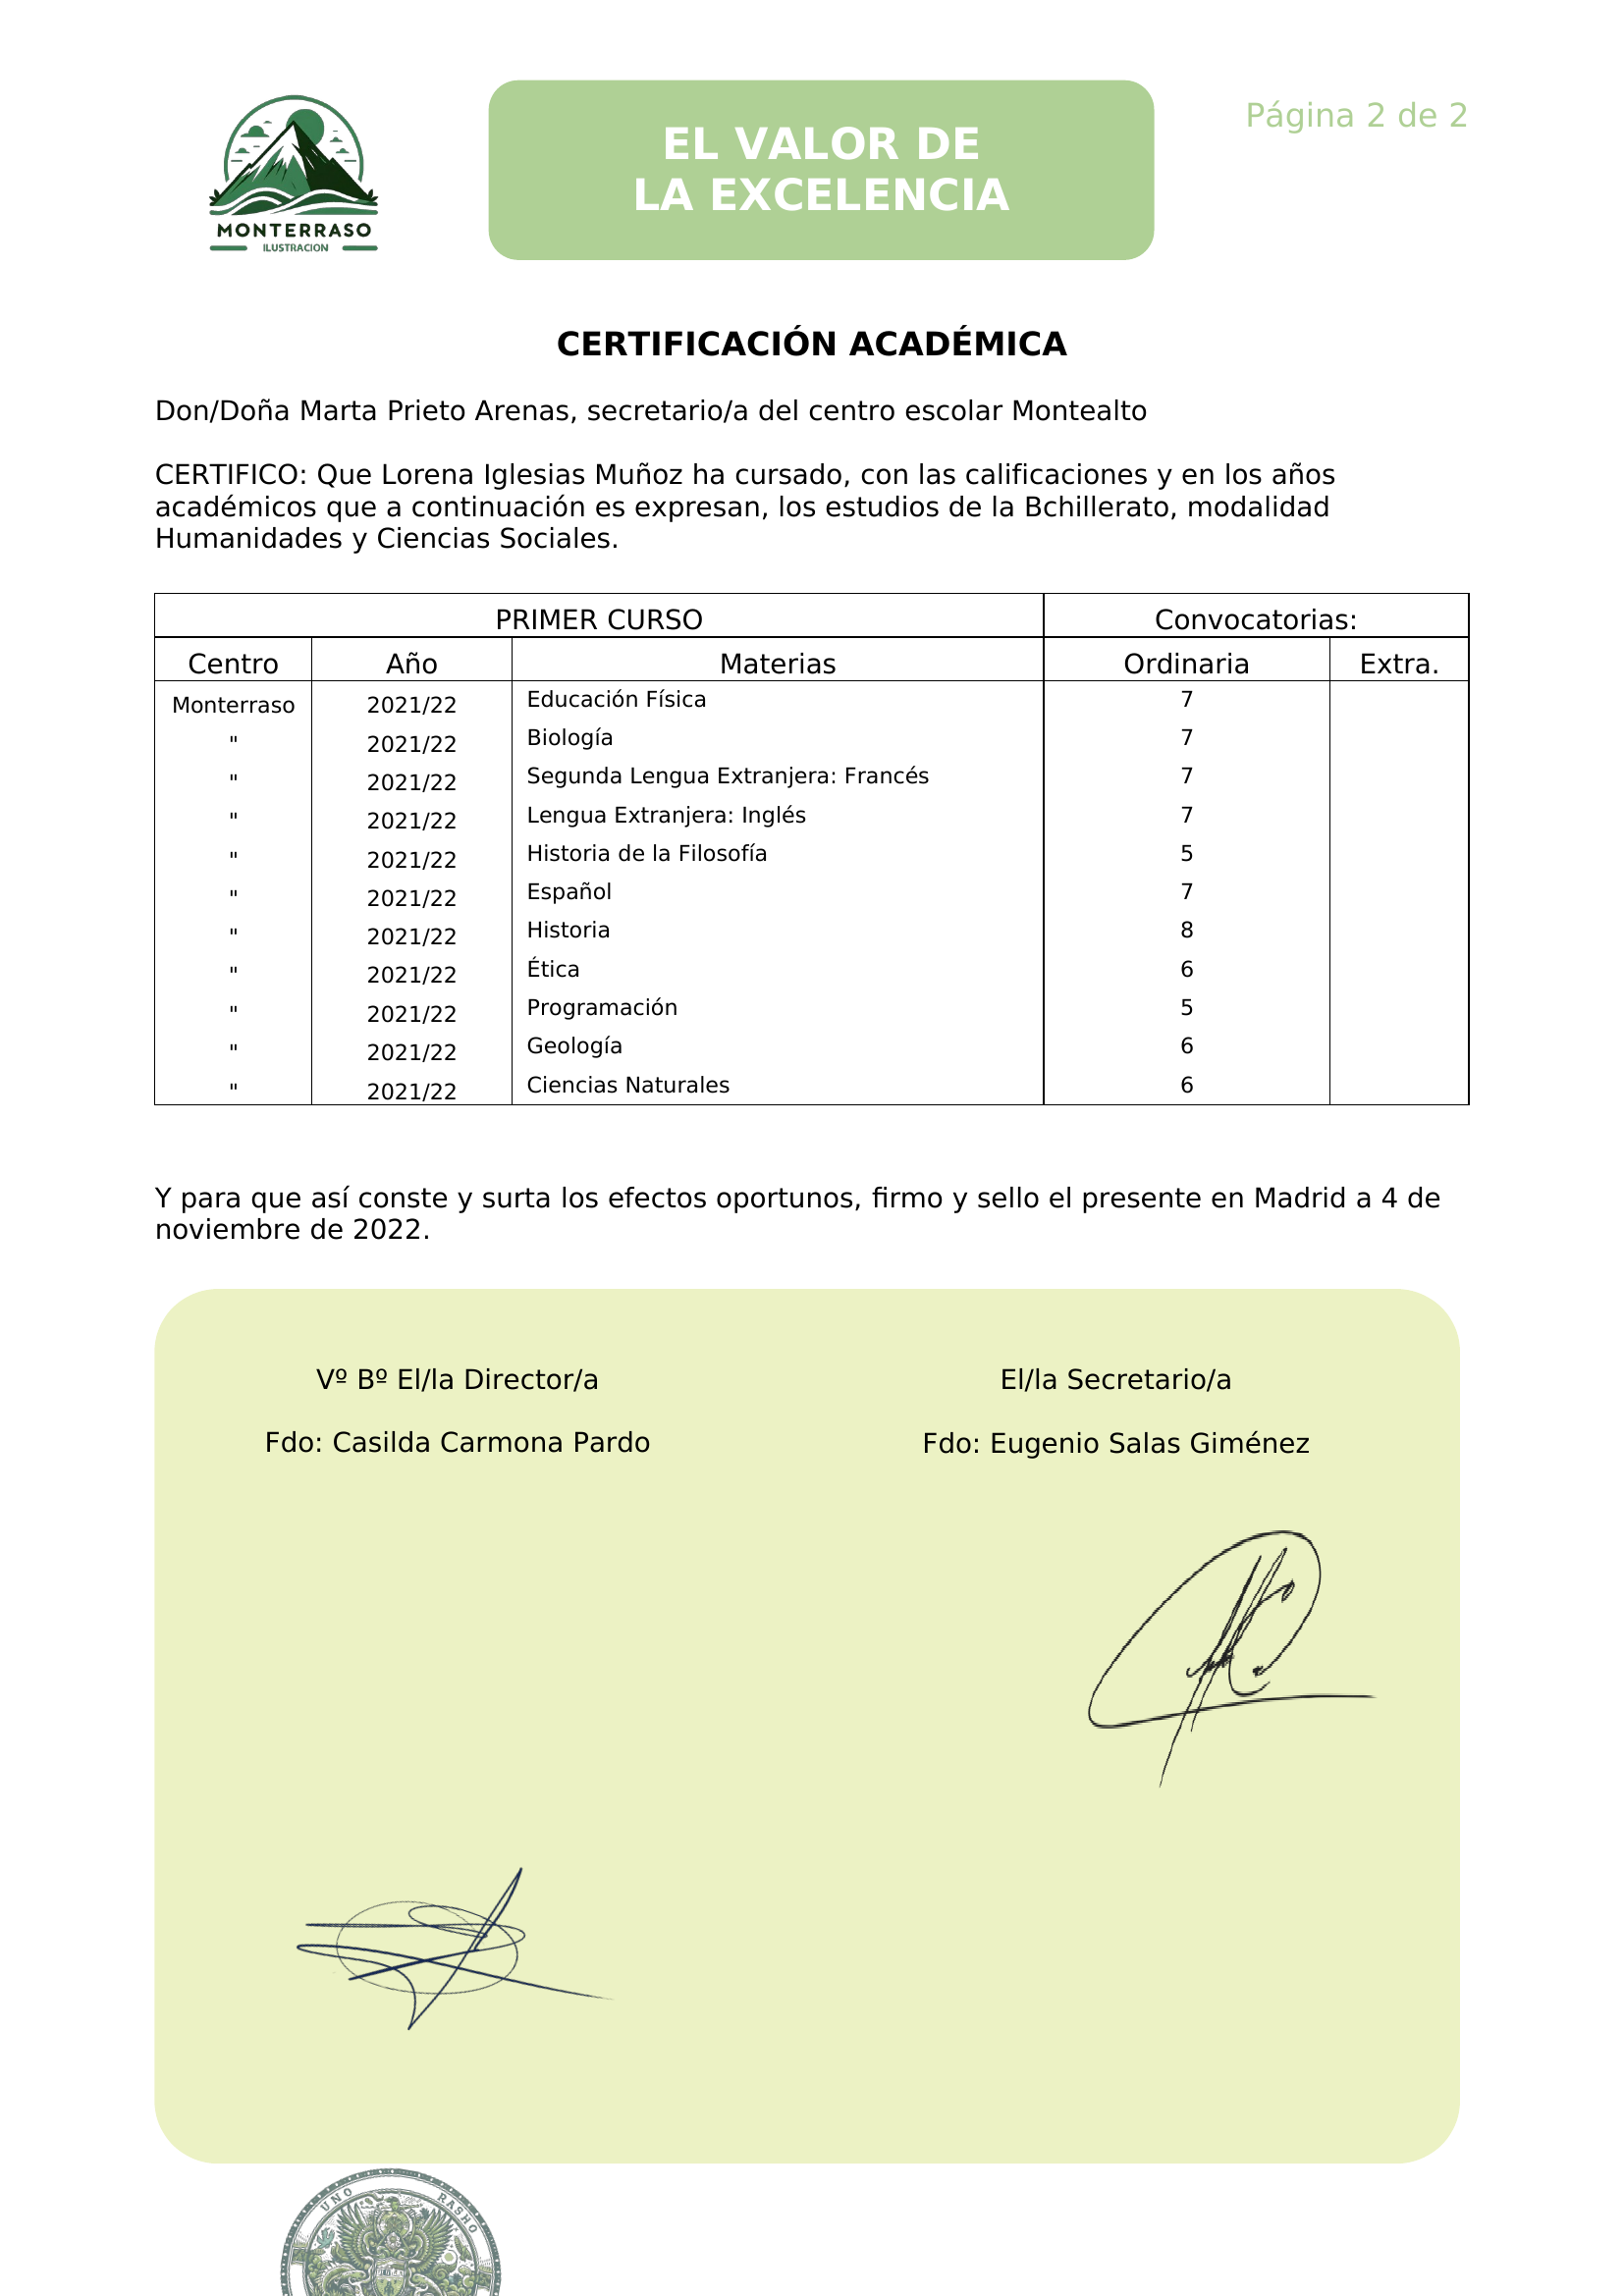 MONTERRASO
ILUSTRACION
EL VALOR DE
LA EXCELENCIA
Página 2 de 2
CERTIFICACIÓN ACADÉMICA
Don/Doña Marta Prieto Arenas, secretario/a del centro escolar Montealto
CERTIFICO: Que Lorena Iglesias Muñoz ha cursado, con las calificaciones y en los años
académicos que a continuación es expresan, los estudios de la Bchillerato, modalidad
Humanidades y Ciencias Sociales.
PRIMER CURSO Convocatorias:
Centro Año Materias Ordinaria Extra.
Monterraso 2021/22 Educación Física 7
" 2021/22 Biología 7
" 2021/22 Segunda Lengua Extranjera: Francés 7
" 2021/22 Lengua Extranjera: Inglés 7
" 2021/22 Historia de la Filosofía 5
" 2021/22 Español 7
" 2021/22 Historia 8
" 2021/22 Ética 6
" 2021/22 Programación 5
" 2021/22 Geología 6
" 2021/22 Ciencias Naturales 6
Y para que así conste y surta los efectos oportunos, firmo y sello el presente en Madrid a 4 de
noviembre de 2022.
Vº Bº El/la Director/a El/la Secretario/a
Fdo: Casilda Carmona Pardo Fdo: Eugenio Salas Giménez
UNO RASHO